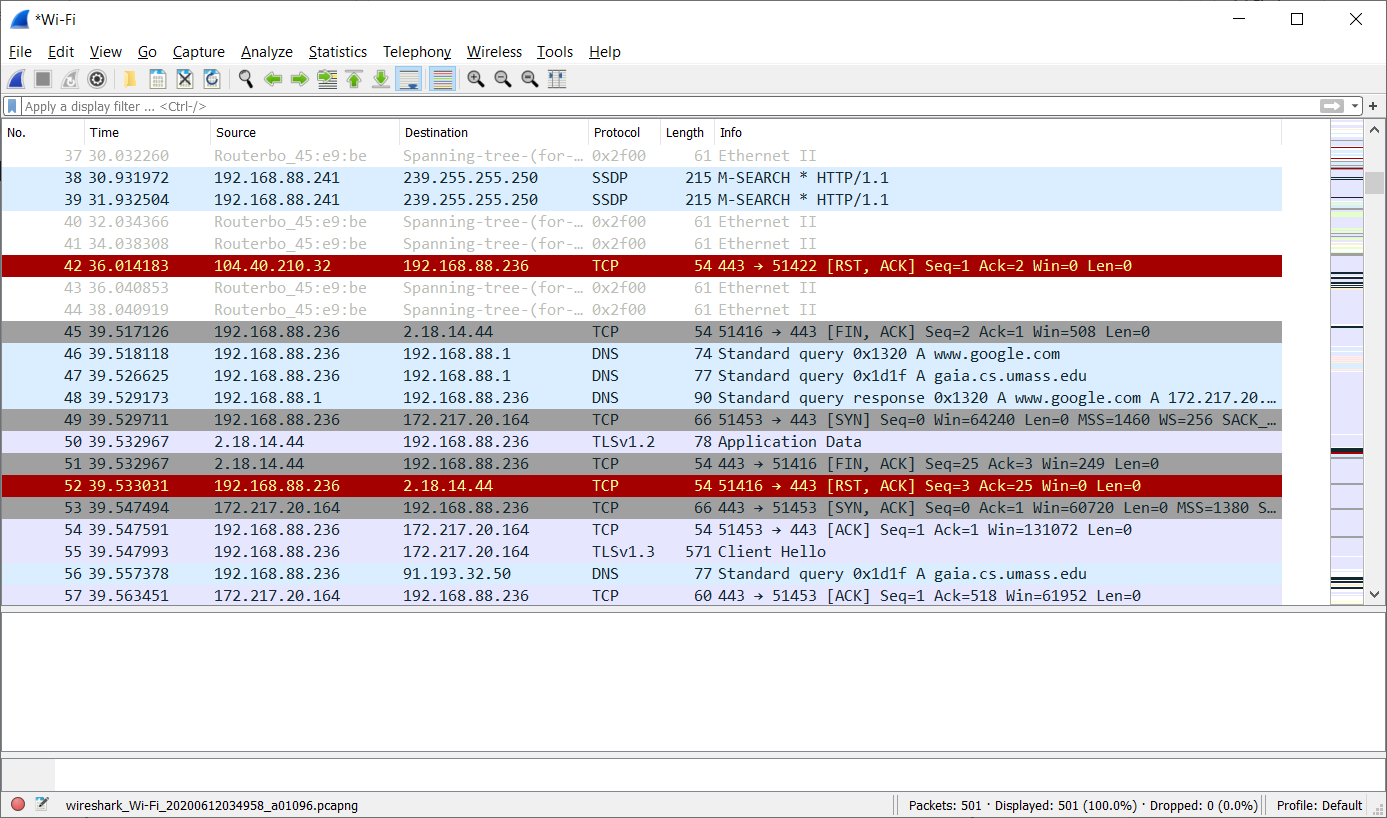 *Wi-Fi
File Edit View Go Capture Analyze Statistics Telephony Wireless Tools Help
Apply a display filter ... <Ctrl-/>
No. Time Source Destination Protocol Length Info
37 30.032260 Routerbo_45:e9:be Spanning-tree-(for-… 0x2f00 61 Ethernet II
38 30.931972 192.168.88.241 239.255.255.250 SSDP 215 M-SEARCH * HTTP/1.1
39 31.932504 192.168.88.241 239.255.255.250 SSDP 215 M-SEARCH * HTTP/1.1
40 32.034366 Routerbo_45:e9:be Spanning-tree-(for-… 0x2f00 61 Ethernet II
41 34.038308 Routerbo_45:e9:be Spanning-tree-(for-… 0x2f00 61 Ethernet II
42 36.014183 104.40.210.32 192.168.88.236 TCP 54 443 → 51422 [RST, ACK] Seq=1 Ack=2 Win=0 Len=0
43 36.040853 Routerbo_45:e9:be Spanning-tree-(for-… 0x2f00 61 Ethernet II
44 38.040919 Routerbo_45:e9:be Spanning-tree-(for-… 0x2f00 61 Ethernet II
45 39.517126 192.168.88.236 2.18.14.44 TCP 54 51416 → 443 [FIN, ACK] Seq=2 Ack=1 Win=508 Len=0
46 39.518118 192.168.88.236 192.168.88.1 DNS 74 Standard query 0x1320 A www.google.com
47 39.526625 192.168.88.236 192.168.88.1 DNS 77 Standard query 0x1d1f A gaia.cs.umass.edu
48 39.529173 192.168.88.1 192.168.88.236 DNS 90 Standard query response 0x1320 A www.google.com A 172.217.20.…
49 39.529711 192.168.88.236 172.217.20.164 TCP 66 51453 → 443 [SYN] Seq=0 Win=64240 Len=0 MSS=1460 WS=256 SACK_…
50 39.532967 2.18.14.44 192.168.88.236 TLSv1.2 78 Application Data
51 39.532967 2.18.14.44 192.168.88.236 TCP 54 443 → 51416 [FIN, ACK] Seq=25 Ack=3 Win=249 Len=0
52 39.533031 192.168.88.236 2.18.14.44 TCP 54 51416 → 443 [RST, ACK] Seq=3 Ack=25 Win=0 Len=0
53 39.547494 172.217.20.164 192.168.88.236 TCP 66 443 → 51453 [SYN, ACK] Seq=0 Ack=1 Win=60720 Len=0 MSS=1380 S…
54 39.547591 192.168.88.236 172.217.20.164 TCP 54 51453 → 443 [ACK] Seq=1 Ack=1 Win=131072 Len=0
55 39.547993 192.168.88.236 172.217.20.164 TLSv1.3 571 Client Hello
56 39.557378 192.168.88.236 91.193.32.50 DNS 77 Standard query 0x1d1f A gaia.cs.umass.edu
57 39.563451 172.217.20.164 192.168.88.236 TCP 60 443 → 51453 [ACK] Seq=1 Ack=518 Win=61952 Len=0
wireshark_Wi-Fi_20200612034958_a01096.pcapng Packets: 501 · Displayed: 501 (100.0%) · Dropped: 0 (0.0%) Profile: Default